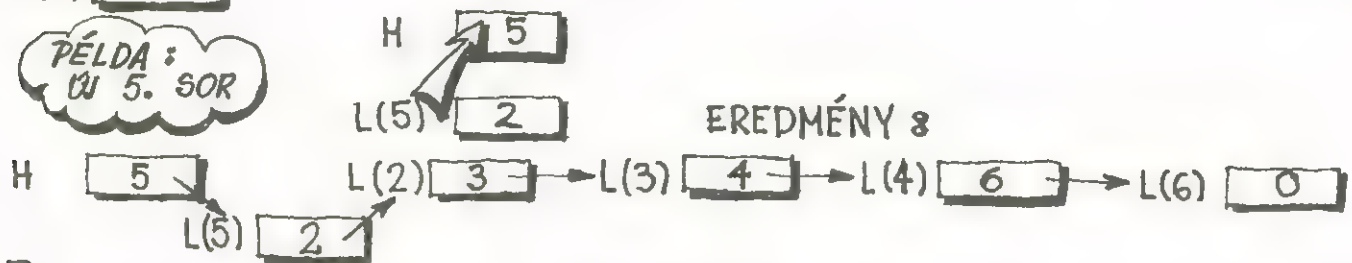 PÉLDA :
ÚJ 5. SOR
H 5
L(5) 2
EREDMÉNY :
H 5 L(2) 3 L(3) 4 L(4) 6 L(6) 0
L(5) 2